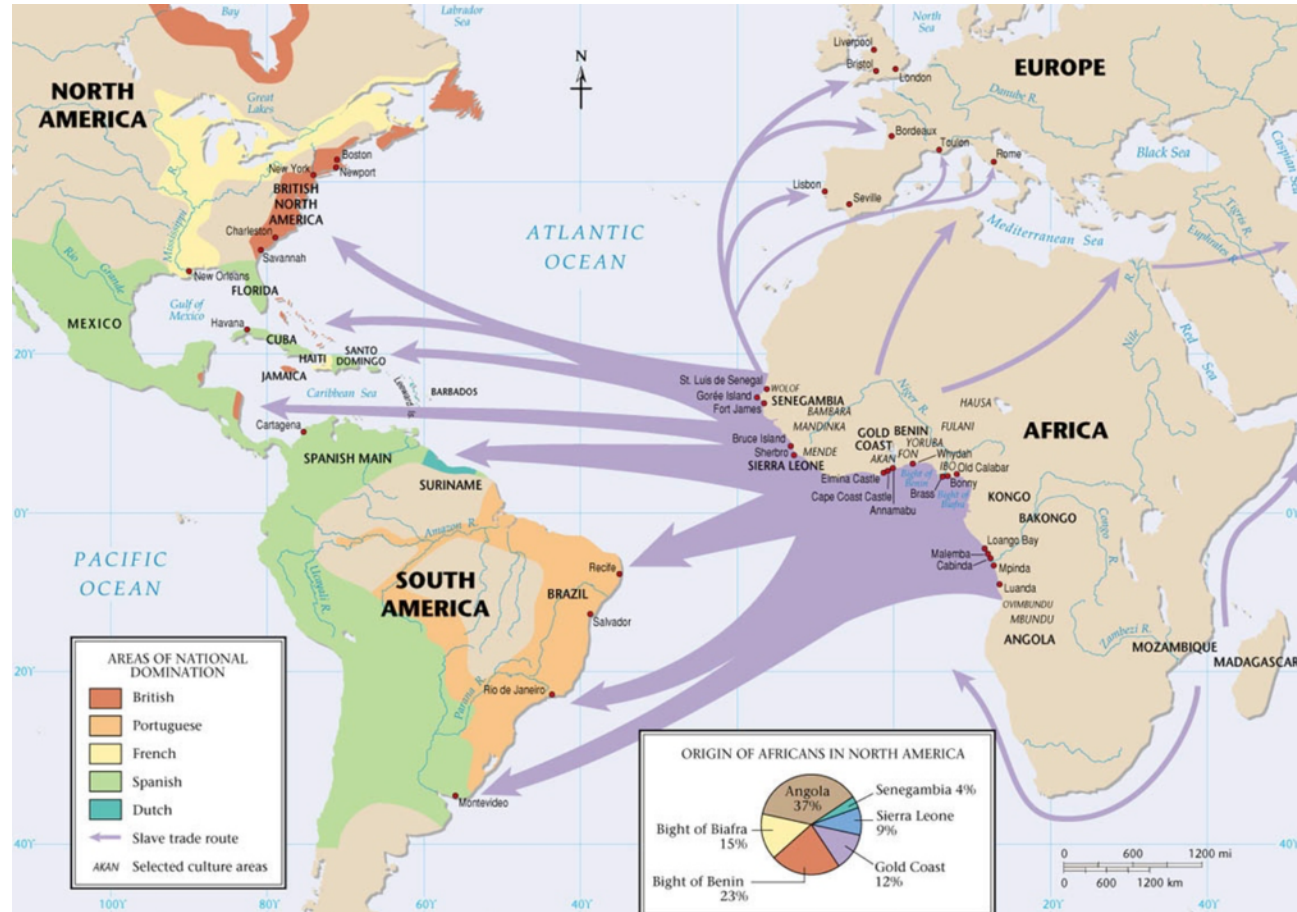 Bay
Labrador
Sea
North
Sea
NORTH
AMERICA
Great
Lakes
N
Liverpool
Bristol
London
EUROPE
Danube R.
Bordeaux
Toulon
Rome
Black Sea
Caspian Sea
Boston
New York
Newport
BRITISH
NORTH
AMERICA
Mississippi R.
Charleston
Savannah
Lisbon
Seville
Mediterranean Sea
Tigris R.
Euphrates R.
ATLANTIC
OCEAN
Rio
Grande
New Orleans
FLORIDA
Gulf of
Mexico
MEXICO
Havana
CUBA
HAITI
SANTO
DOMINGO
JAMAICA
Caribbean Sea
Leeward Is.
BARBADOS
Nile
R.
Red
Sea
St. Luis de Senegal
WOLOF
Gorée Island
SENEGAMBIA
Fort James
BAMBARA
MANDINKA
Niger R.
HAUSA
GOLD
COAST
BENIN
FULANI
YORUBA
AFRICA
Bruce Island
Sherbro
MENDE
AKAN
FON
Whydah
SIERRA LEONE
IBO
Old Calabar
Elmina Castle
Bight of
Benin
Brass
Bonny
Cape Coast Castle
Bight of
Biafra
Annamabu
KONGO
BAKONGO
Congo
R.
Cartagena
SPANISH MAIN
SURINAME
Amazon R.
Loango Bay
Malemba
Cabinda
Mpinda
Luanda
OVIMBUNDU
MBUNDU
ANGOLA
Zambezi R.
MOZAMBIQUE
MADAGASCAR
PACIFIC
OCEAN
Ucayali R.
SOUTH
AMERICA
Recife
BRAZIL
Salvador
Rio de Janeiro
Parana R.
Montevideo
AREAS OF NATIONAL
DOMINATION
British
Portuguese
French
Spanish
Dutch
Slave trade route
AKAN Selected culture areas
ORIGIN OF AFRICANS IN NORTH AMERICA
Angola
37%
Senegambia 4%
Sierra Leone
9%
Bight of Biafra
15%
Gold Coast
12%
Bight of Benin
23%
0 600 1200 mi
0 600 1200 km